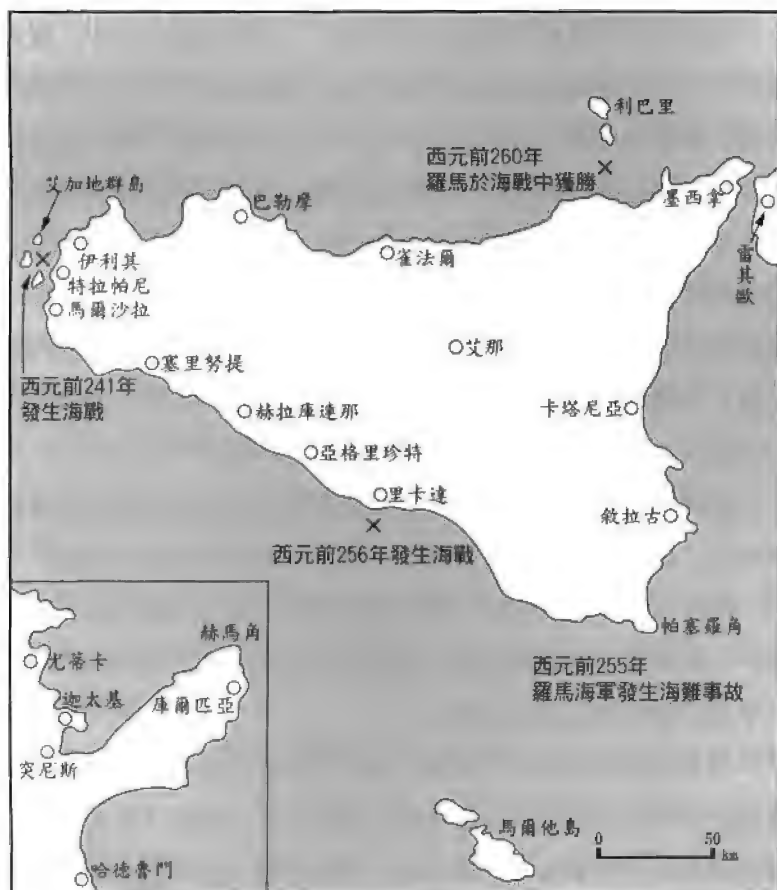 利巴里
西元前260年
羅馬於海戰中獲勝
墨西拿
雷其歐
艾加地群島
巴勒摩
伊利其
特拉帕尼
馬爾沙拉
崔法爾
艾那
塞里努提
西元前241年
發生海戰
赫拉庫達那
卡塔尼亞
亞格里珍特
里卡達
敘拉古
西元前256年發生海戰
帕塞羅角
西元前255年
羅馬海軍發生海難事故
赫馬角
尤蒂卡
迦太基
庫爾匹亞
突尼斯
哈德魯門
馬爾他島
0 50
km